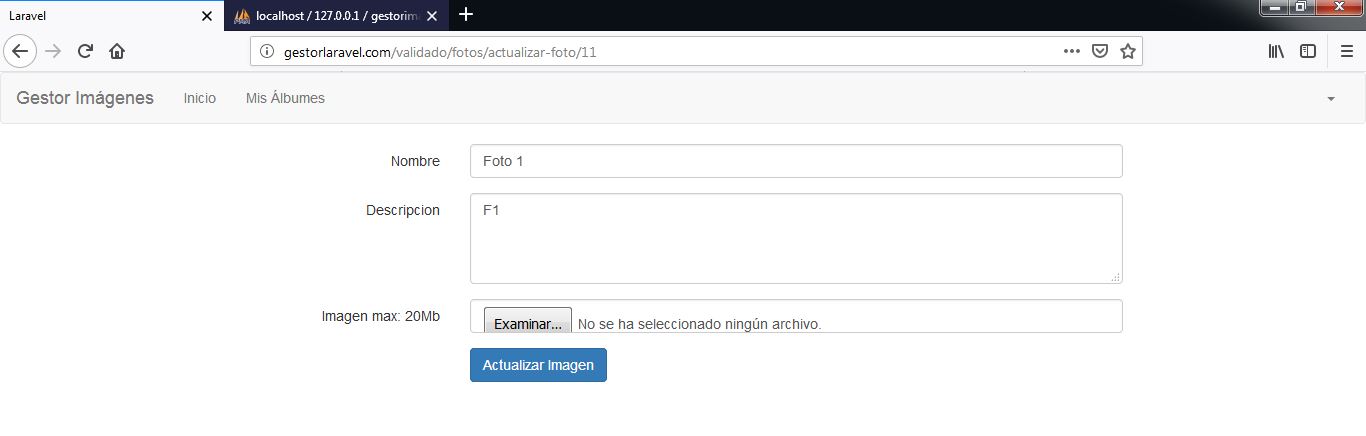 Laravel
localhost / 127.0.0.1 / gestorim
gestorlaravel.com/validado/fotos/actualizar-foto/11
Gestor Imágenes Inicio Mis Álbumes
Nombre Foto 1
Descripcion F1
Imagen max: 20Mb Examinar... No se ha seleccionado ningún archivo.
Actualizar Imagen